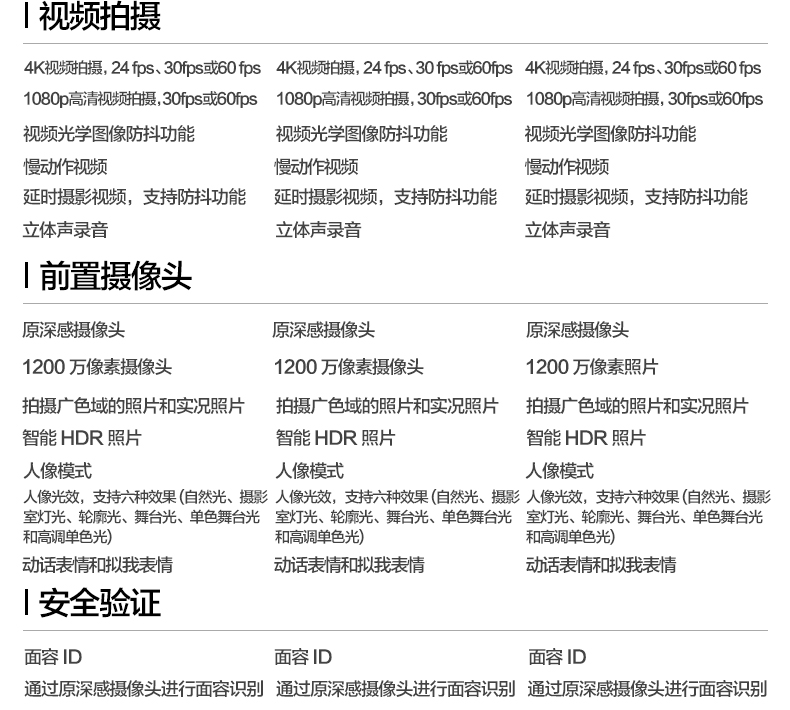 视频拍摄
4K视频拍摄, 24 fps、30fps或60 fps 4K视频拍摄, 24 fps、30 fps或60fps 4K视频拍摄, 24 fps、30fps或60 fps
1080p高清视频拍摄,30fps或60fps 1080p高清视频拍摄, 30fps或60fps 1080p高清视频拍摄, 30fps或60fps
视频光学图像防抖功能 视频光学图像防抖功能 视频光学图像防抖功能
慢动作视频 慢动作视频 慢动作视频
延时摄影视频，支持防抖功能 延时摄影视频，支持防抖功能 延时摄影视频，支持防抖功能
立体声录音 立体声录音 立体声录音
前置摄像头
原深感摄像头 原深感摄像头 原深感摄像头
1200 万像素摄像头 1200 万像素摄像头 1200 万像素照片
拍摄广色域的照片和实况照片 拍摄广色域的照片和实况照片 拍摄广色域的照片和实况照片
智能 HDR 照片 智能 HDR 照片 智能 HDR 照片
人像模式 人像模式 人像模式
人像光效，支持六种效果 (自然光、摄影 人像光效，支持六种效果 (自然光、摄影 人像光效，支持六种效果 (自然光、摄影
室灯光、轮廓光、舞台光、单色舞台光 室灯光、轮廓光、舞台光、单色舞台光 室灯光、轮廓光、舞台光、单色舞台光
和高调单色光) 和高调单色光) 和高调单色光)
动话表情和拟我表情 动话表情和拟我表情 动话表情和拟我表情
安全验证
面容 ID 面容 ID 面容 ID
通过原深感摄像头进行面容识别 通过原深感摄像头进行面容识别 通过原深感摄像头进行面容识别